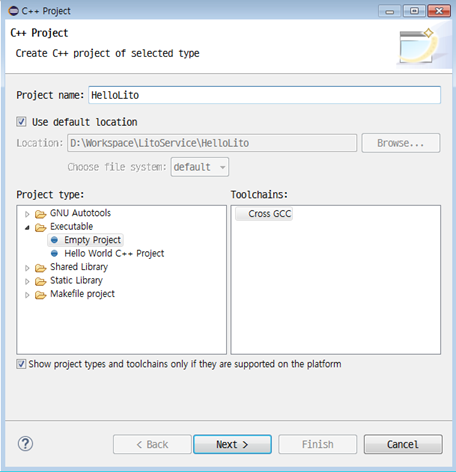 C++ Project
C++ Project
Create C++ project of selected type
Project name: HelloLito
Use default location
Location: D:\Workspace\LitoService\HelloLito Browse...
Choose file system: default
Project type: Toolchains:
GNU Autotools Cross GCC
Executable
Empty Project
Hello World C++ Project
Shared Library
Static Library
Makefile project
Show project types and toolchains only if they are supported on the platform
? < Back Next > Finish Cancel